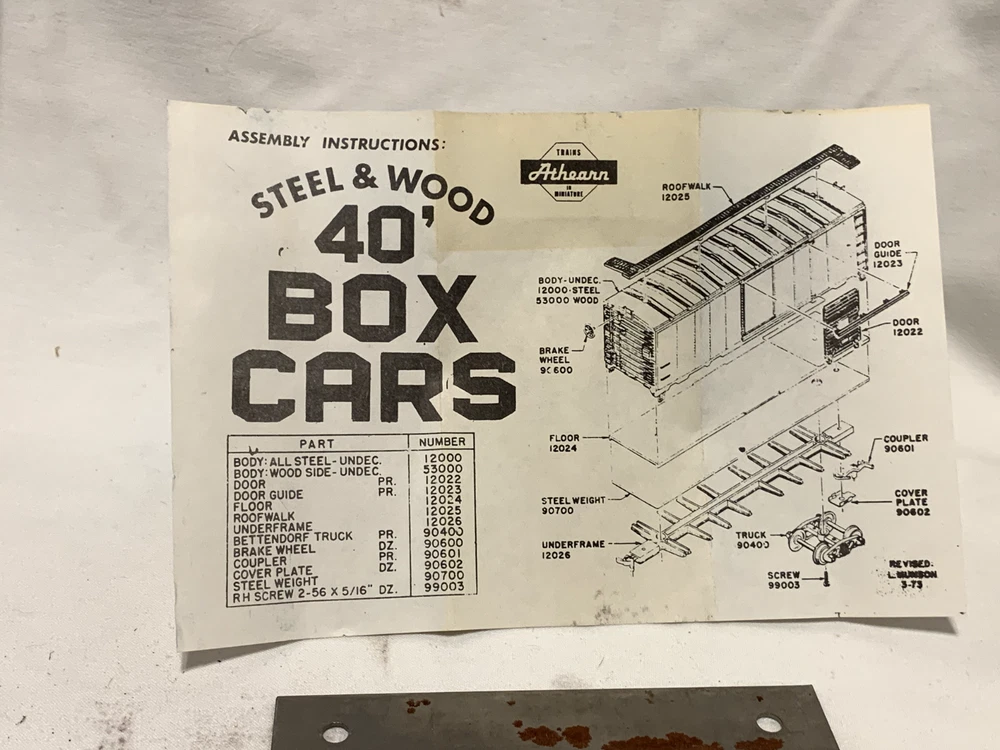 ASSEMBLY INSTRUCTIONS:
STEEL & WOOD
40'
BOX
CARS
TRAINS
Athearn
IN
MINIATURE
ROOFWALK
12025
DOOR
GUIDE
12023
BODY-UNDEC.
12000-STEEL
53000 WOOD
DOOR
12022
BRAKE
WHEEL
90600
FLOOR
12024
COUPLER
90601
STEEL WEIGHT
90700
COVER
PLATE
90602
UNDERFRAME
12026
TRUCK
90400
SCREW
99003
REVISED:
L. MUNSON
3-73
PART NUMBER
BODY: ALL STEEL-UNDEC. 12000
BODY: WOOD SIDE-UNDEC. 53000
DOOR PR. 12022
DOOR GUIDE PR. 12023
FLOOR 12024
ROOFWALK 12025
UNDERFRAME 12026
BETTENDORF TRUCK PR. 90400
BRAKE WHEEL DZ. 90600
COUPLER PR. 90601
COVER PLATE DZ. 90602
STEEL WEIGHT 90700
RH SCREW 2-56 X 5/16" DZ. 99003